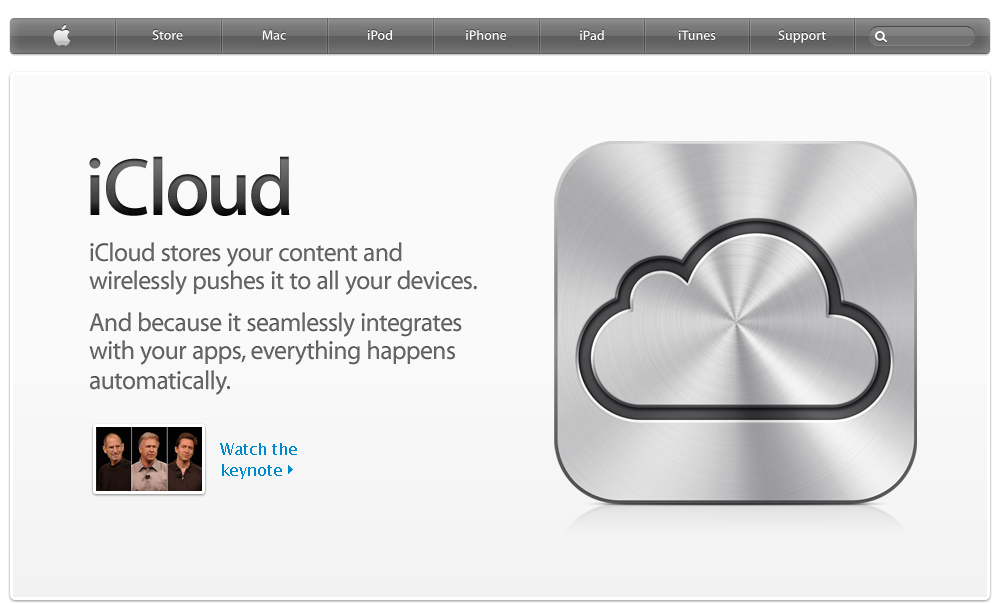 Store Mac iPod iPhone iPad iTunes Support
iCloud
iCloud stores your content and
wirelessly pushes it to all your devices.
And because it seamlessly integrates
with your apps, everything happens
automatically.
Watch the
keynote